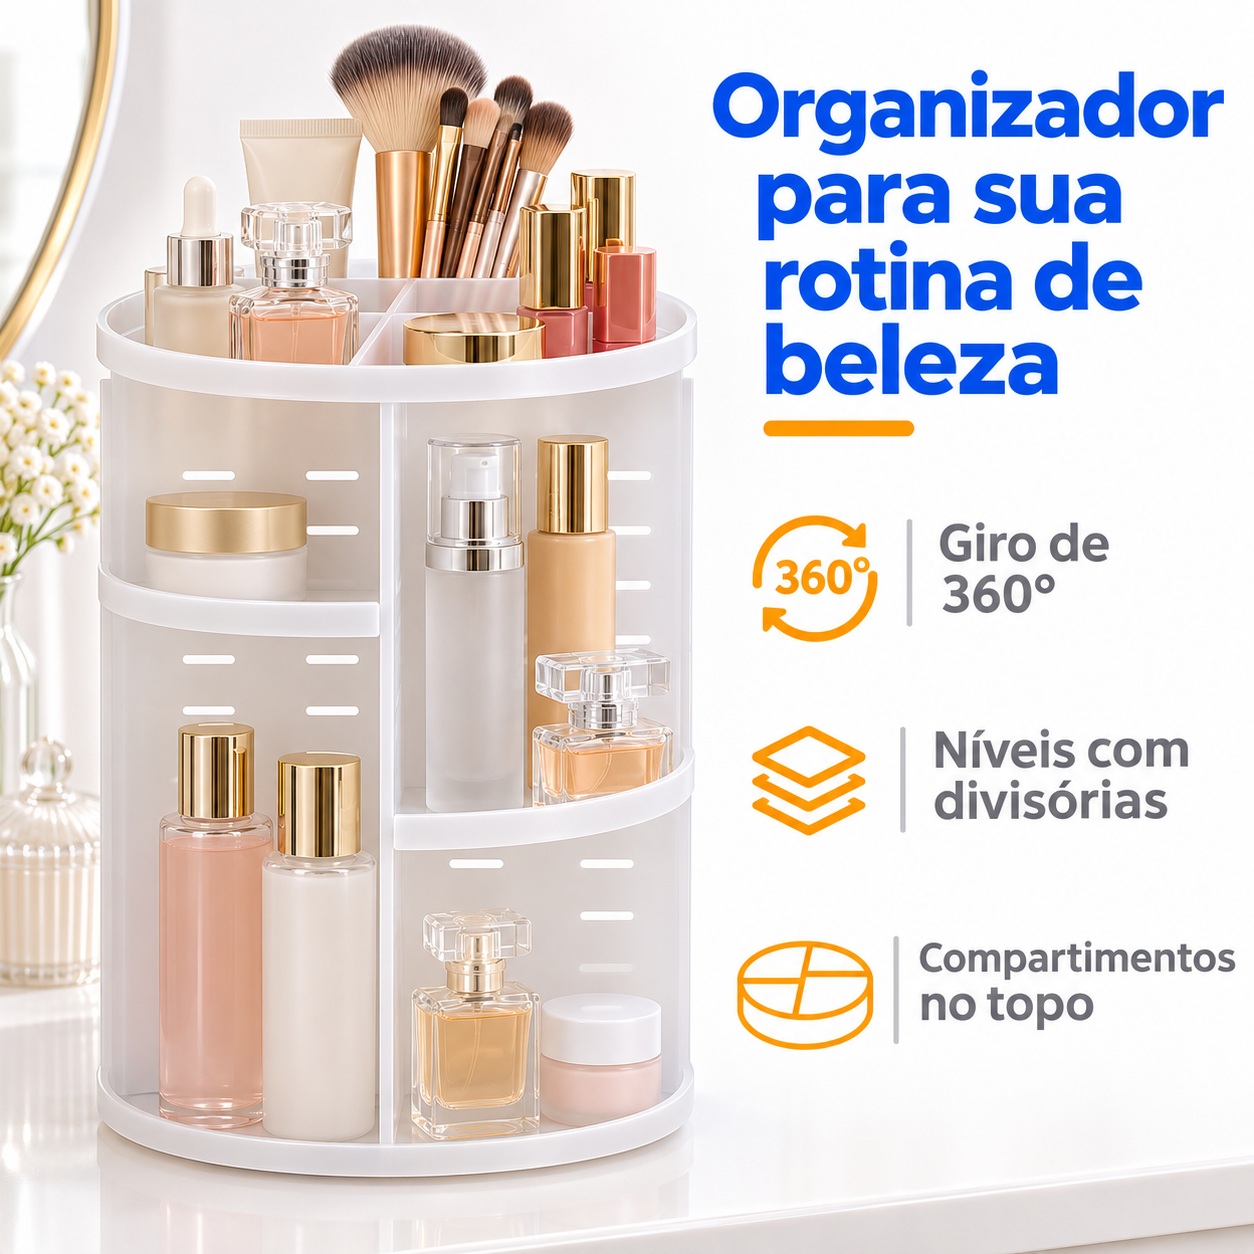 Organizador
para sua
rotina de
beleza
360°
Giro de
360°
Níveis com
divisórias
Compartimentos
no topo